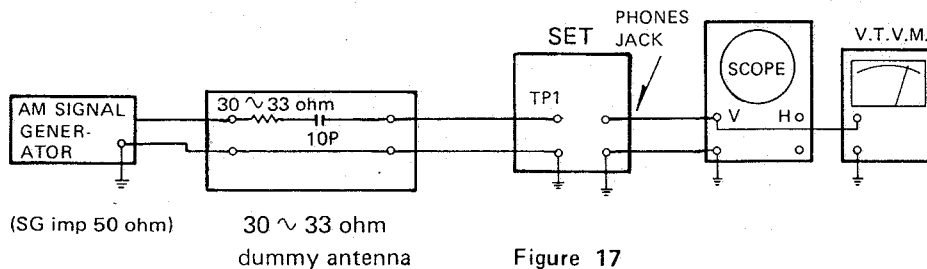 PHONES
JACK
SET
V.T.V.M.
SCOPE
AM SIGNAL
GENER-
ATOR
30 ∿ 33 ohm
10P
TP1
V
H
(SG imp 50 ohm)
30 ∿ 33 ohm
dummy antenna
Figure 17